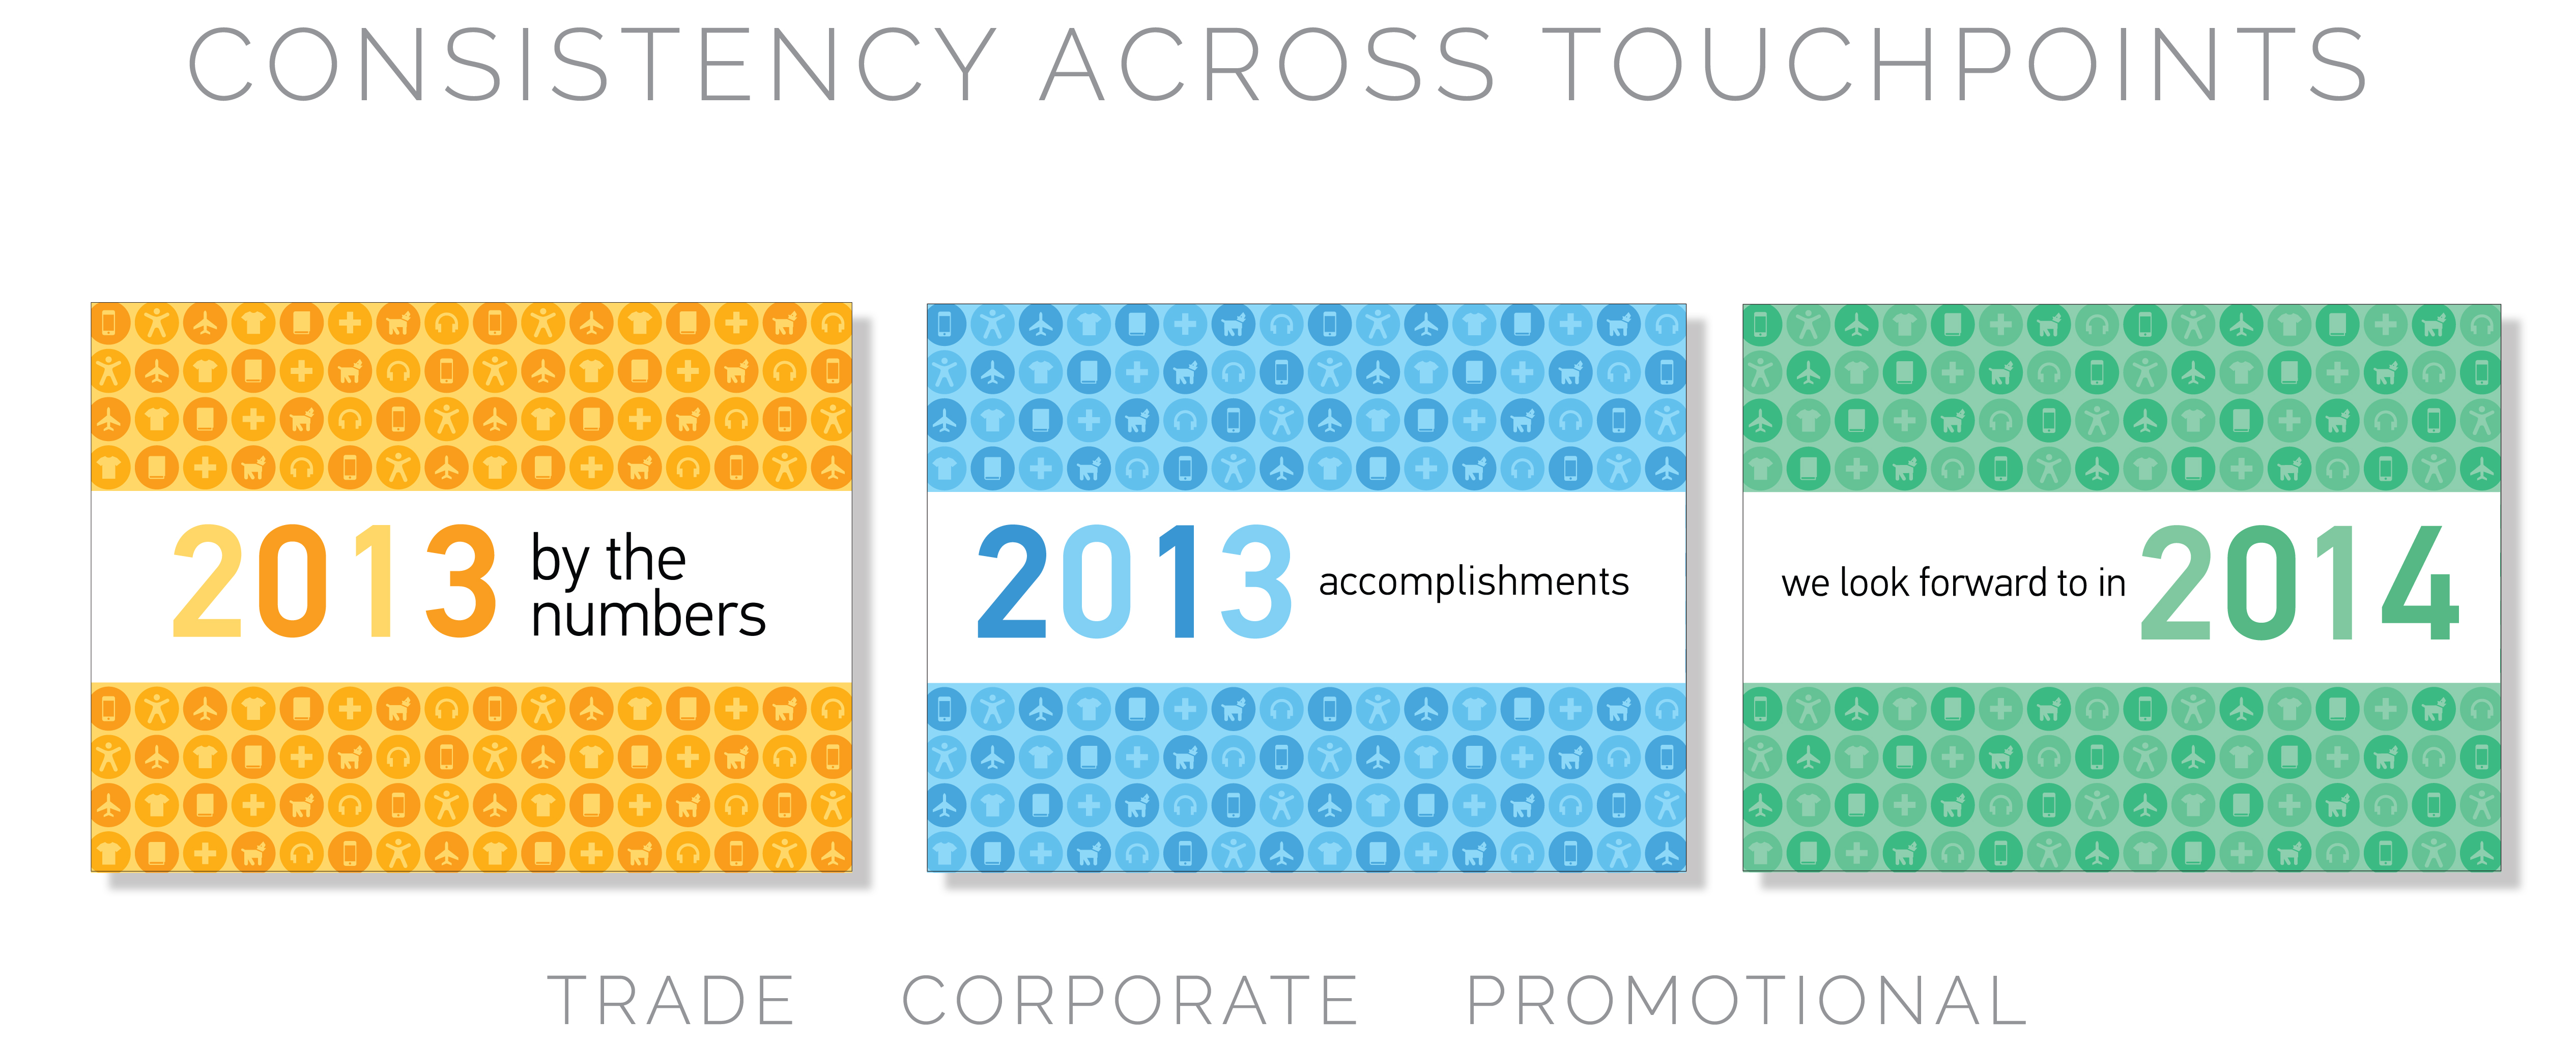 CONSISTENCY ACROSS TOUCHPOINTS
2013 by the
numbers
2013 accomplishments
we look forward to in 2014
TRADE CORPORATE PROMOTIONAL